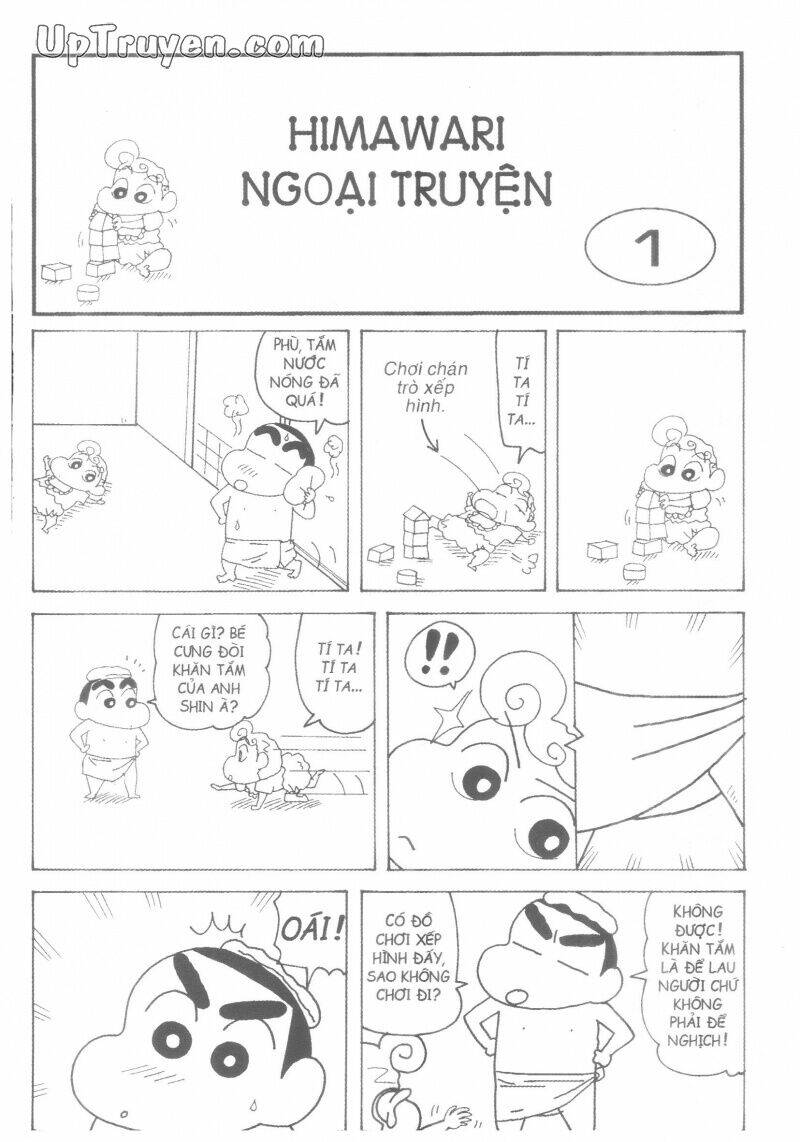 UpTruyen.com
HIMAWARI
NGOẠI TRUYỆN
1
TÍ
TA
TÍ
TA...
Chơi chán
trò xếp
hình.
PHÙ, TẮM
NƯỚC
NÓNG ĐÃ
QUÁ!
!!
TÍ TA!
TÍ TA
TÍ TA...
CÁI GÌ? BÉ
CƯNG ĐÒI
KHĂN TẮM
CỦA ANH
SHIN À?
KHÔNG
ĐƯỢC!
KHĂN TẮM
LÀ ĐỂ LAU
NGƯỜI CHỨ
KHÔNG
PHẢI ĐỂ
NGHỊCH!
CÓ ĐỒ
CHƠI XẾP
HÌNH ĐẤY,
SAO KHÔNG
CHƠI ĐI?
OÁI!